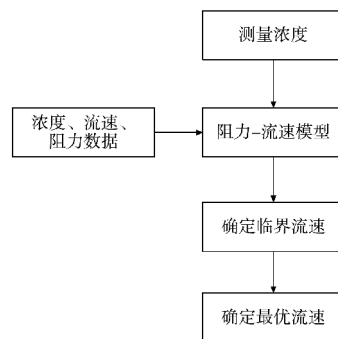 测量浓度
浓度、流速、
阻力数据
阻力-流速模型
确定临界流速
确定最优流速